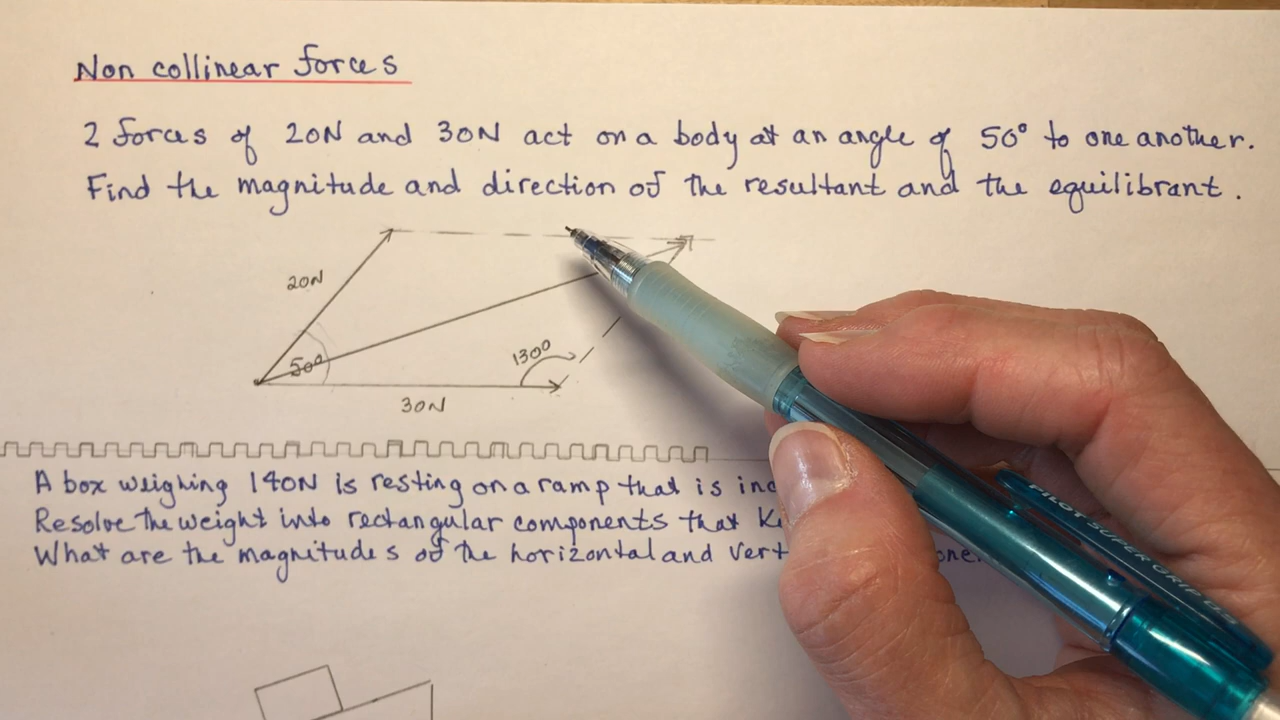 Non collinear forces
2 forces of 20N and 30N act on a body at an angle of 50° to one another.
Find the magnitude and direction of the resultant and the equilibrant.
20N
50°
130°
30N
A box weighing 140N is resting on a ramp that is
Resolve the weight into rectangular components that
What are the magnitudes of the horizontal and
PILOT SUPER GRIP